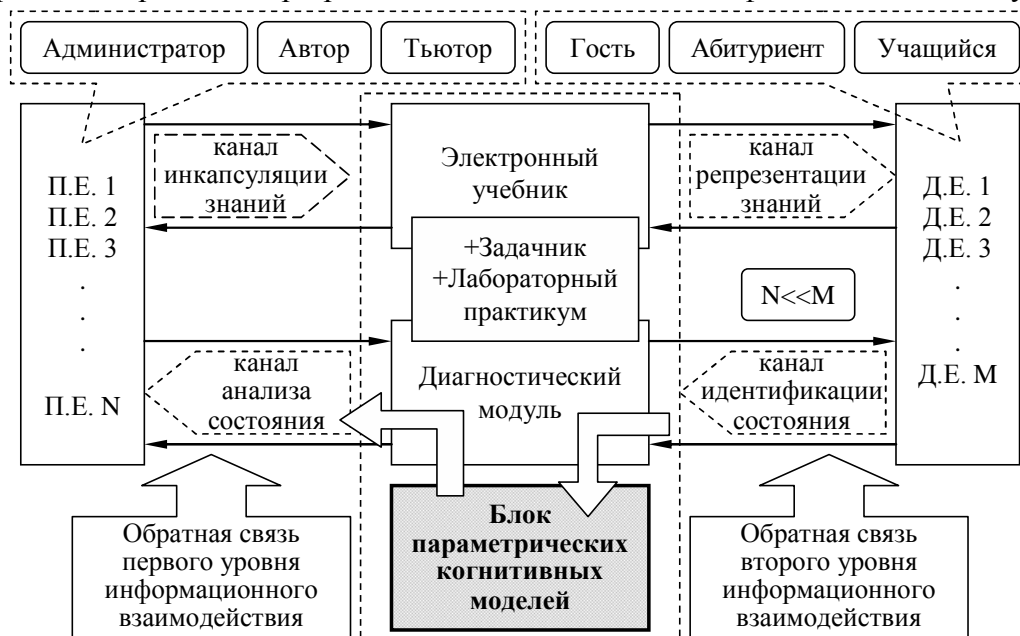 Администратор
Автор
Тьютор
Гость
Абитуриент
Учащийся
П.Е. 1
П.Е. 2
П.Е. 3
.
.
.
П.Е. N
канал
инкапсуляции
знаний
Электронный
учебник
+Задачник
+Лабораторный
практикум
Диагностический
модуль
канал
репрезентации
знаний
N<<M
Д.Е. 1
Д.Е. 2
Д.Е. 3
.
.
.
Д.Е. M
канал
анализа
состояния
канал
идентификации
состояния
Обратная связь
первого уровня
информационного
взаимодействия
Блок
параметрических
когнитивных
моделей
Обратная связь
второго уровня
информационного
взаимодействия